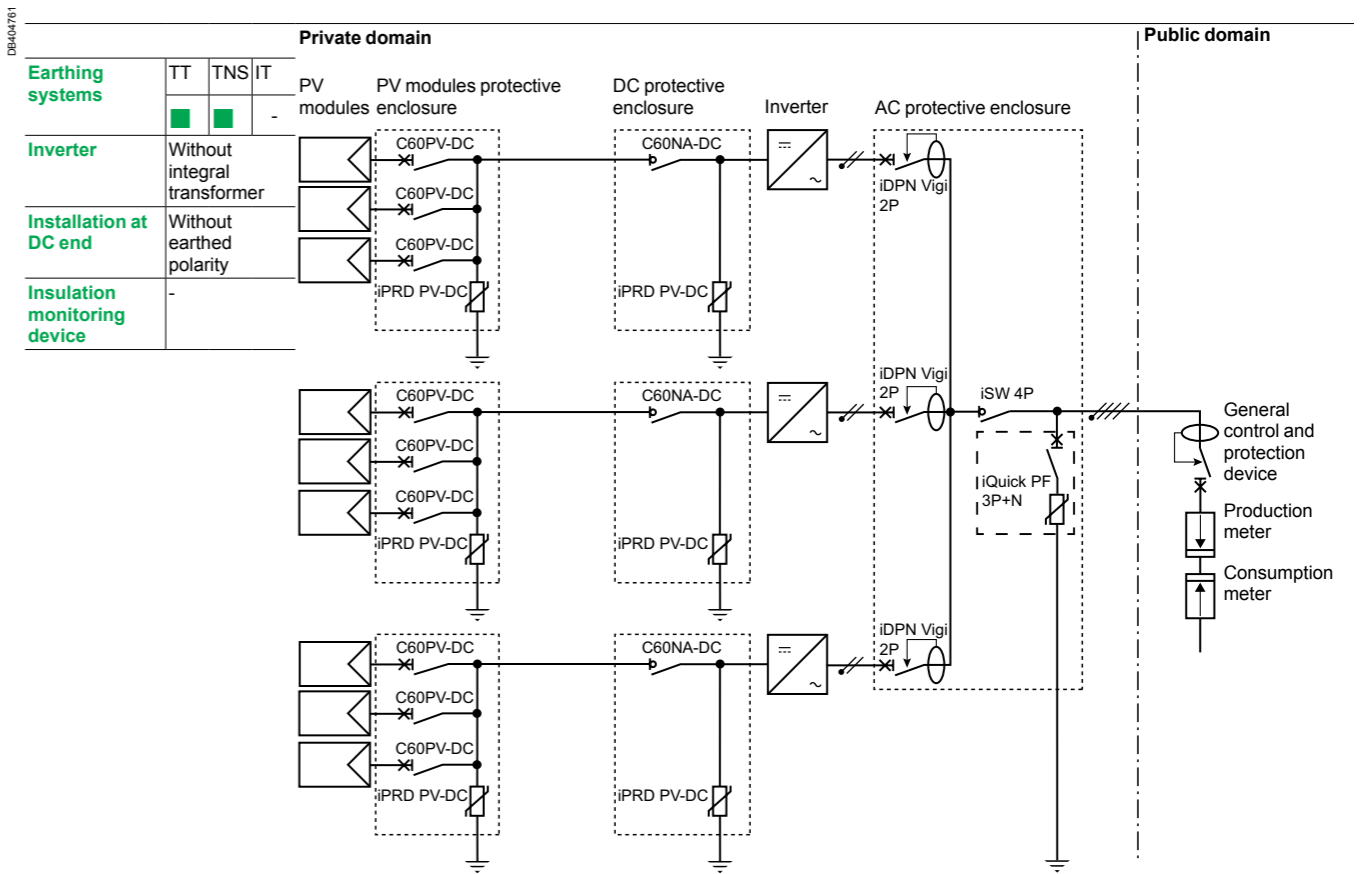 DB404761
Private domain
Public domain
Earthing
systems
TT
TNS
IT
-
Inverter
Without
integral
transformer
Installation at
DC end
Without
earthed
polarity
Insulation
monitoring
device
-
PV
modules
PV modules protective
enclosure
DC protective
enclosure
Inverter
AC protective enclosure
C60PV-DC
C60PV-DC
C60PV-DC
iPRD PV-DC
C60NA-DC
iPRD PV-DC
iDPN Vigi
2P
C60PV-DC
C60PV-DC
C60PV-DC
iPRD PV-DC
C60NA-DC
iPRD PV-DC
iDPN Vigi
2P
iSW 4P
iQuick PF
3P+N
General
control and
protection
device
Production
meter
Consumption
meter
C60PV-DC
C60PV-DC
C60PV-DC
iPRD PV-DC
C60NA-DC
iPRD PV-DC
iDPN Vigi
2P